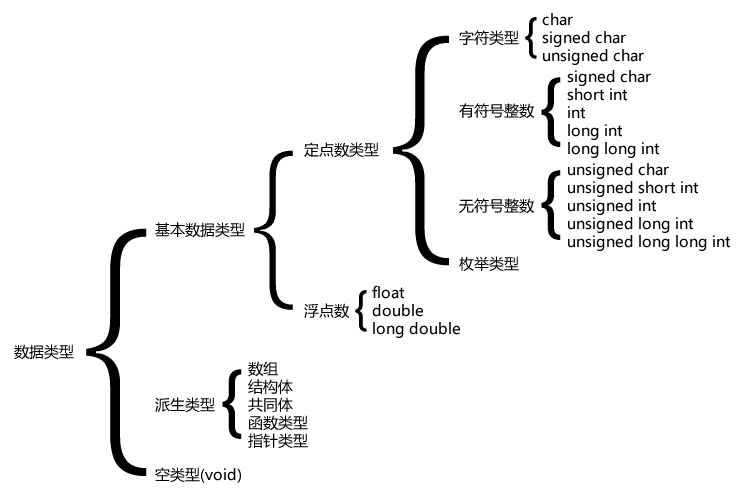 char
字符类型
signed char
unsigned char
signed char
short int
有符号整数
int
long int
long long int
定点数类型
unsigned char
unsigned short int
无符号整数
unsigned int
unsigned long int
unsigned long long int
基本数据类型
枚举类型
float
浮点数
double
long double
数据类型
数组
结构体
派生类型
共同体
函数类型
指针类型
空类型(void)